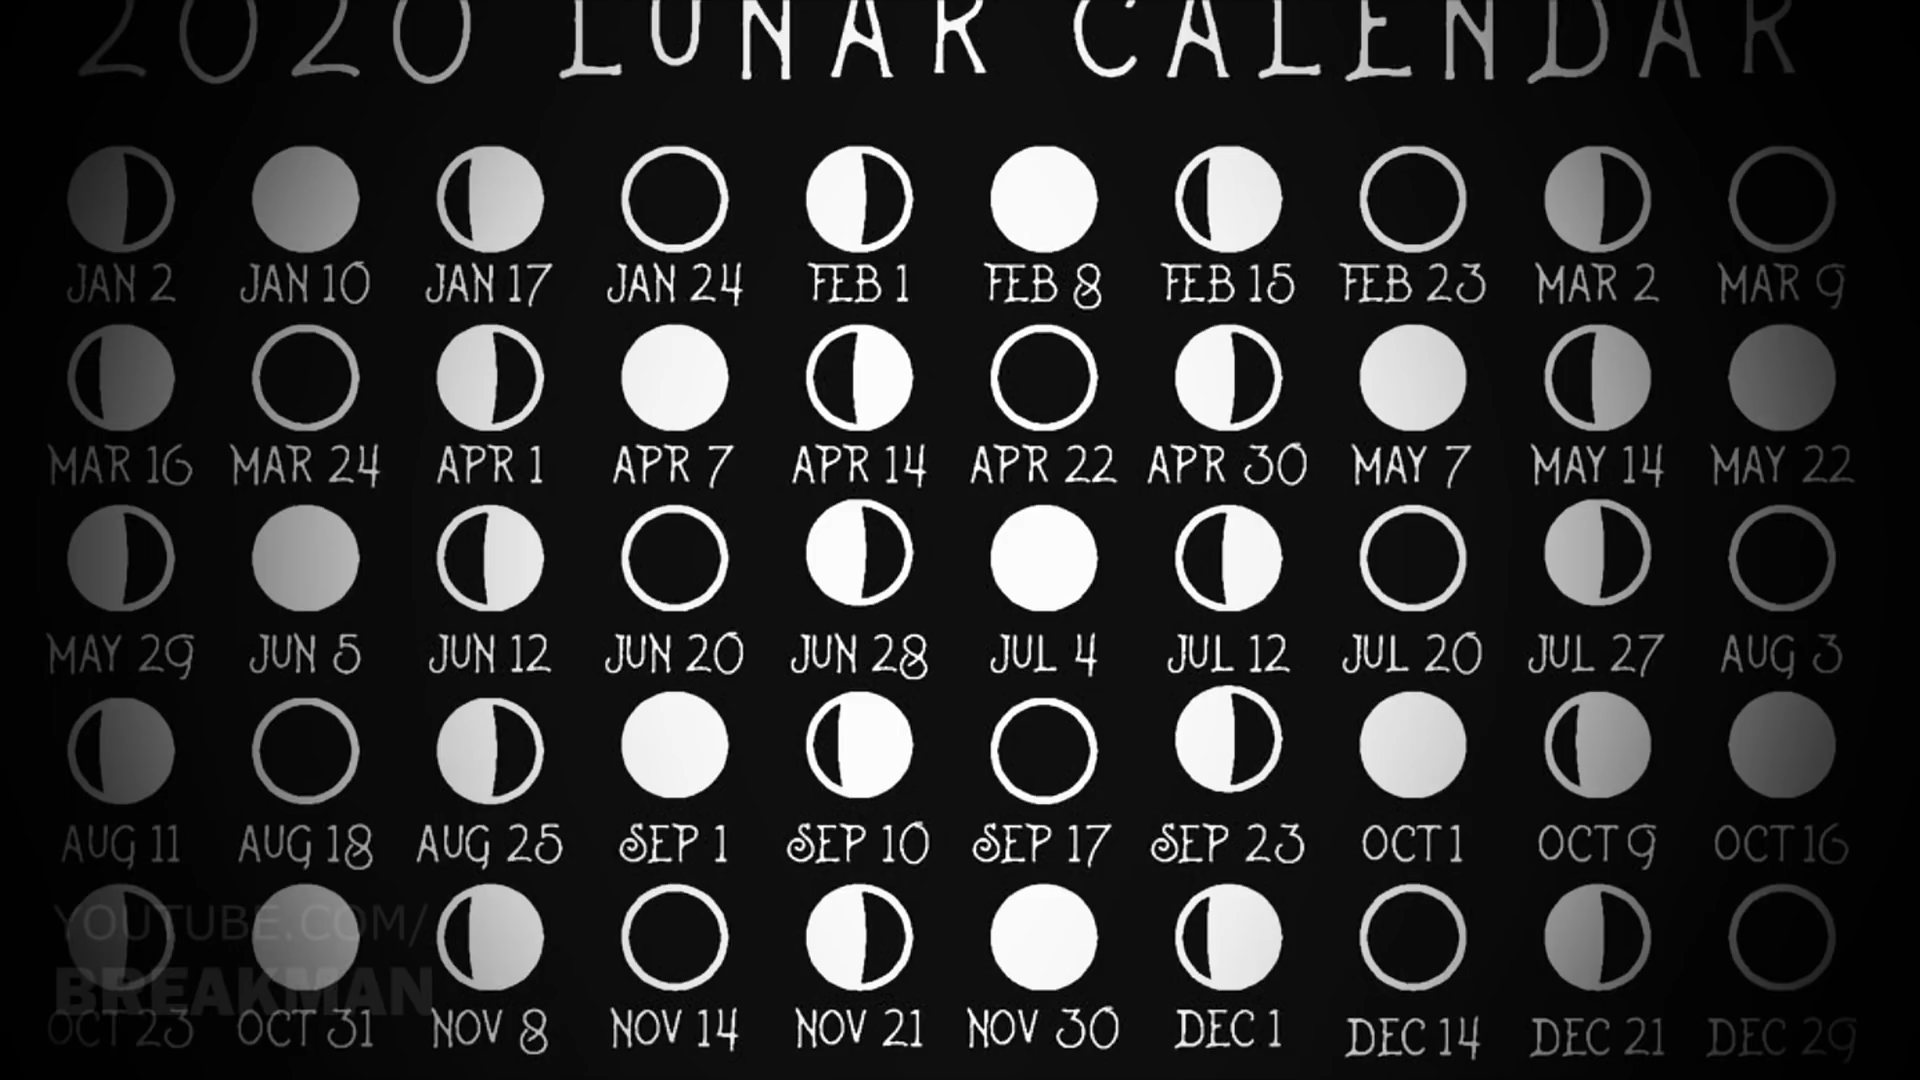 2020 LUNAR CALENDAR
JAN 2 JAN 10 JAN 17 JAN 24 FEB 1 FEB 8 FEB 15 FEB 23 MAR 2 MAR 9
MAR 16 MAR 24 APR 1 APR 7 APR 14 APR 22 APR 30 MAY 7 MAY 14 MAY 22
MAY 29 JUN 5 JUN 12 JUN 20 JUN 28 JUL 4 JUL 12 JUL 20 JUL 27 AUG 3
AUG 11 AUG 18 AUG 25 SEP 1 SEP 10 SEP 17 SEP 23 OCT 1 OCT 9 OCT 16
YOUTUBE.COM/
BREAKMAN
OCT 23 OCT 31 NOV 8 NOV 14 NOV 21 NOV 30 DEC 1 DEC 14 DEC 21 DEC 29